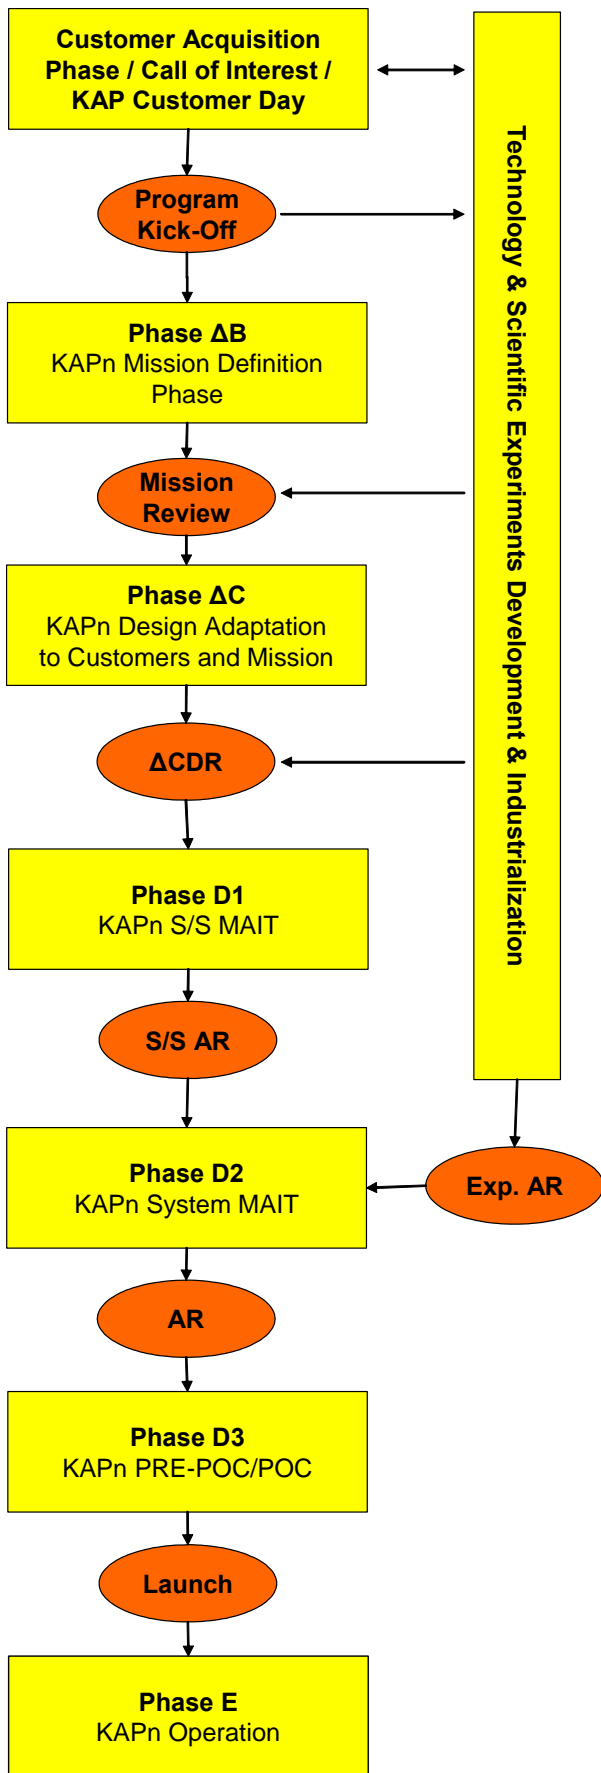 Customer Acquisition
Phase / Call of Interest /
KAP Customer Day
Program
Kick-Off
Technology & Scientific Experiments Development & Industrialization
Phase ΔB
KAPn Mission Definition
Phase
Mission
Review
Phase ΔC
KAPn Design Adaptation
to Customers and Mission
ΔCDR
Phase D1
KAPn S/S MAIT
S/S AR
Phase D2
KAPn System MAIT
Exp. AR
AR
Phase D3
KAPn PRE-POC/POC
Launch
Phase E
KAPn Operation